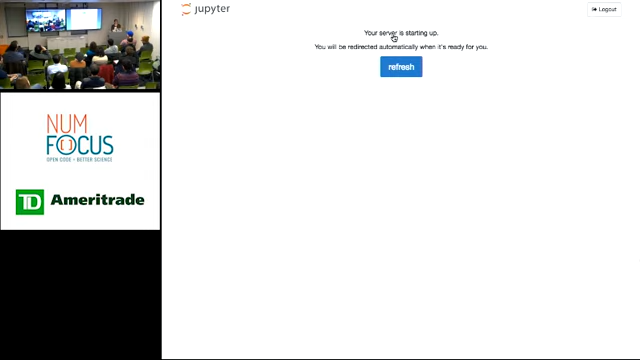 jupyter
Logout
Your server is starting up.
You will be redirected automatically when it's ready for you.
refresh
NUM
FOCUS
OPEN CODE = BETTER SCIENCE
TD Ameritrade